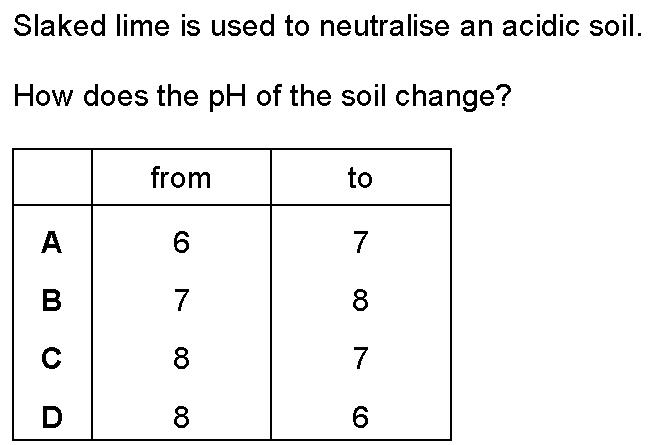 Slaked lime is used to neutralise an acidic soil.
How does the pH of the soil change?
from to
A 6 7
B 7 8
C 8 7
D 8 6